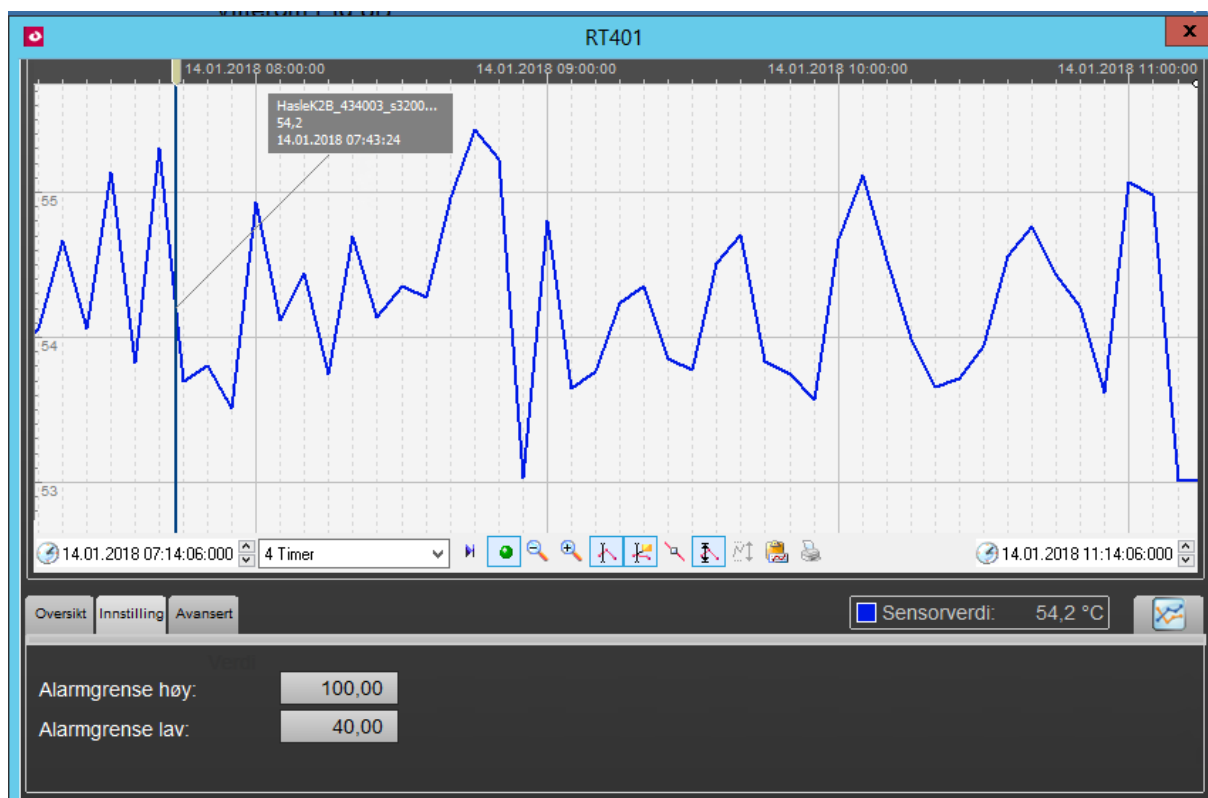 RT401
x
14.01.2018 08:00:00
14.01.2018 09:00:00
14.01.2018 10:00:00
14.01.2018 11:00:00
HasleK2B_434003_s3200...
54,2
14.01.2018 07:43:24
55
54
53
14.01.2018 07:14:06:000
4 Timer
14.01.2018 11:14:06:000
Oversikt
Innstilling
Avansert
Sensorverdi: 54,2 °C
Verdi
Alarmgrense høy: 100,00
Alarmgrense lav: 40,00